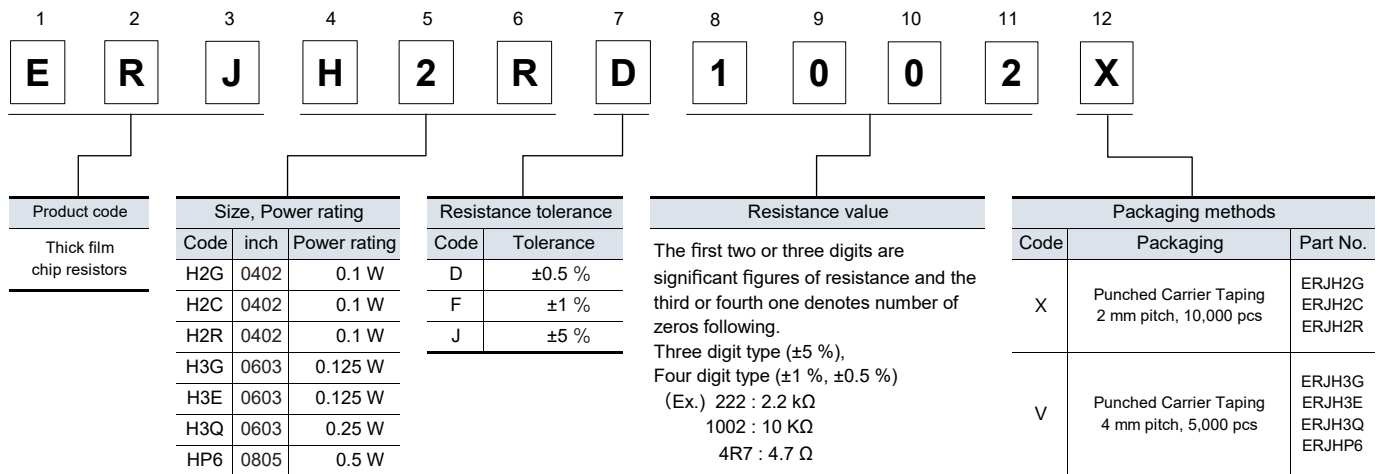 1 2 3 4 5 6 7 8 9 10 11 12
E R J H 2 R D 1 0 0 2 X
Product code
Thick film
chip resistors
Size, Power rating
Code inch Power rating
H2G 0402 0.1 W
H2C 0402 0.1 W
H2R 0402 0.1 W
H3G 0603 0.125 W
H3E 0603 0.125 W
H3Q 0603 0.25 W
HP6 0805 0.5 W
Resistance tolerance
Code Tolerance
D ±0.5 %
F ±1 %
J ±5 %
Resistance value
The first two or three digits are
significant figures of resistance and the
third or fourth one denotes number of
zeros following.
Three digit type (±5 %),
Four digit type (±1 %, ±0.5 %)
（Ex.) 222 : 2.2 kΩ
1002 : 10 KΩ
4R7 : 4.7 Ω
Packaging methods
Code Packaging Part No.
X
Punched Carrier Taping
2 mm pitch, 10,000 pcs
ERJH2G
ERJH2C
ERJH2R
V
Punched Carrier Taping
4 mm pitch, 5,000 pcs
ERJH3G
ERJH3E
ERJH3Q
ERJHP6